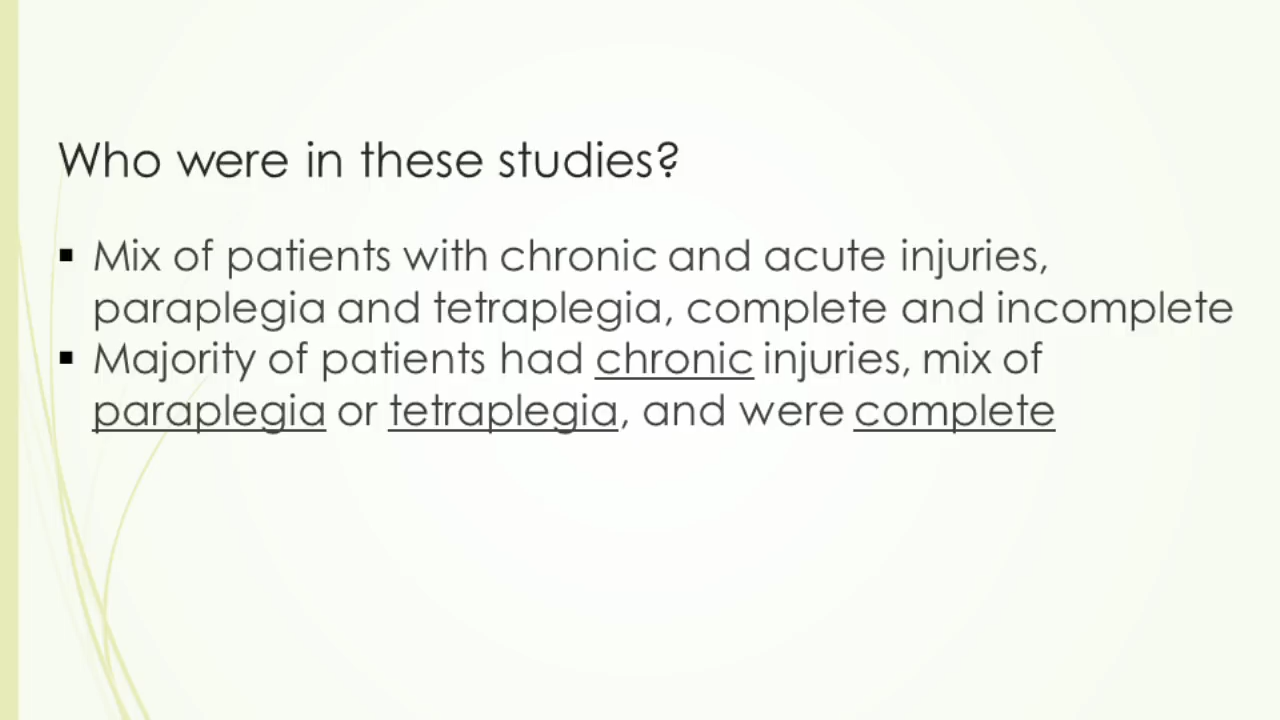 Who were in these studies?
▪ Mix of patients with chronic and acute injuries,
paraplegia and tetraplegia, complete and incomplete
▪ Majority of patients had chronic injuries, mix of
paraplegia or tetraplegia, and were complete